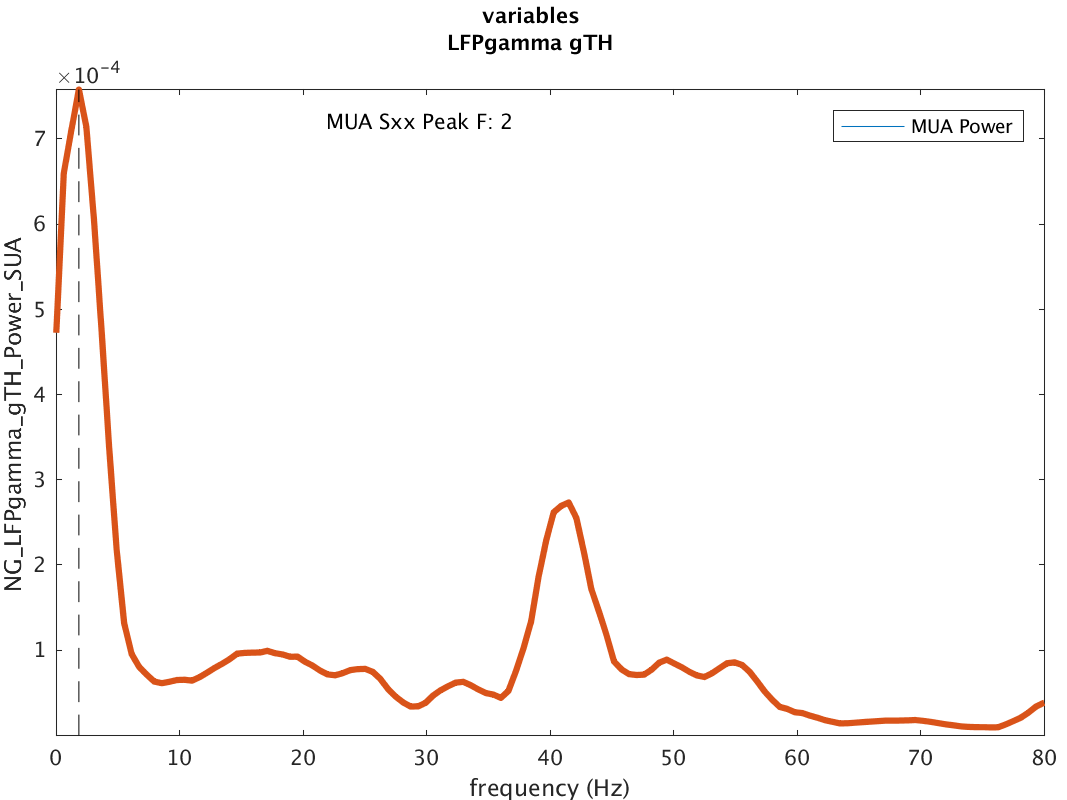 variables
LFPgamma gTH
×10⁻⁴
MUA Sxx Peak F: 2
MUA Power
NG_LFPgamma_gTH_Power_SUA
7
6
5
4
3
2
1
0 10 20 30 40 50 60 70 80
frequency (Hz)